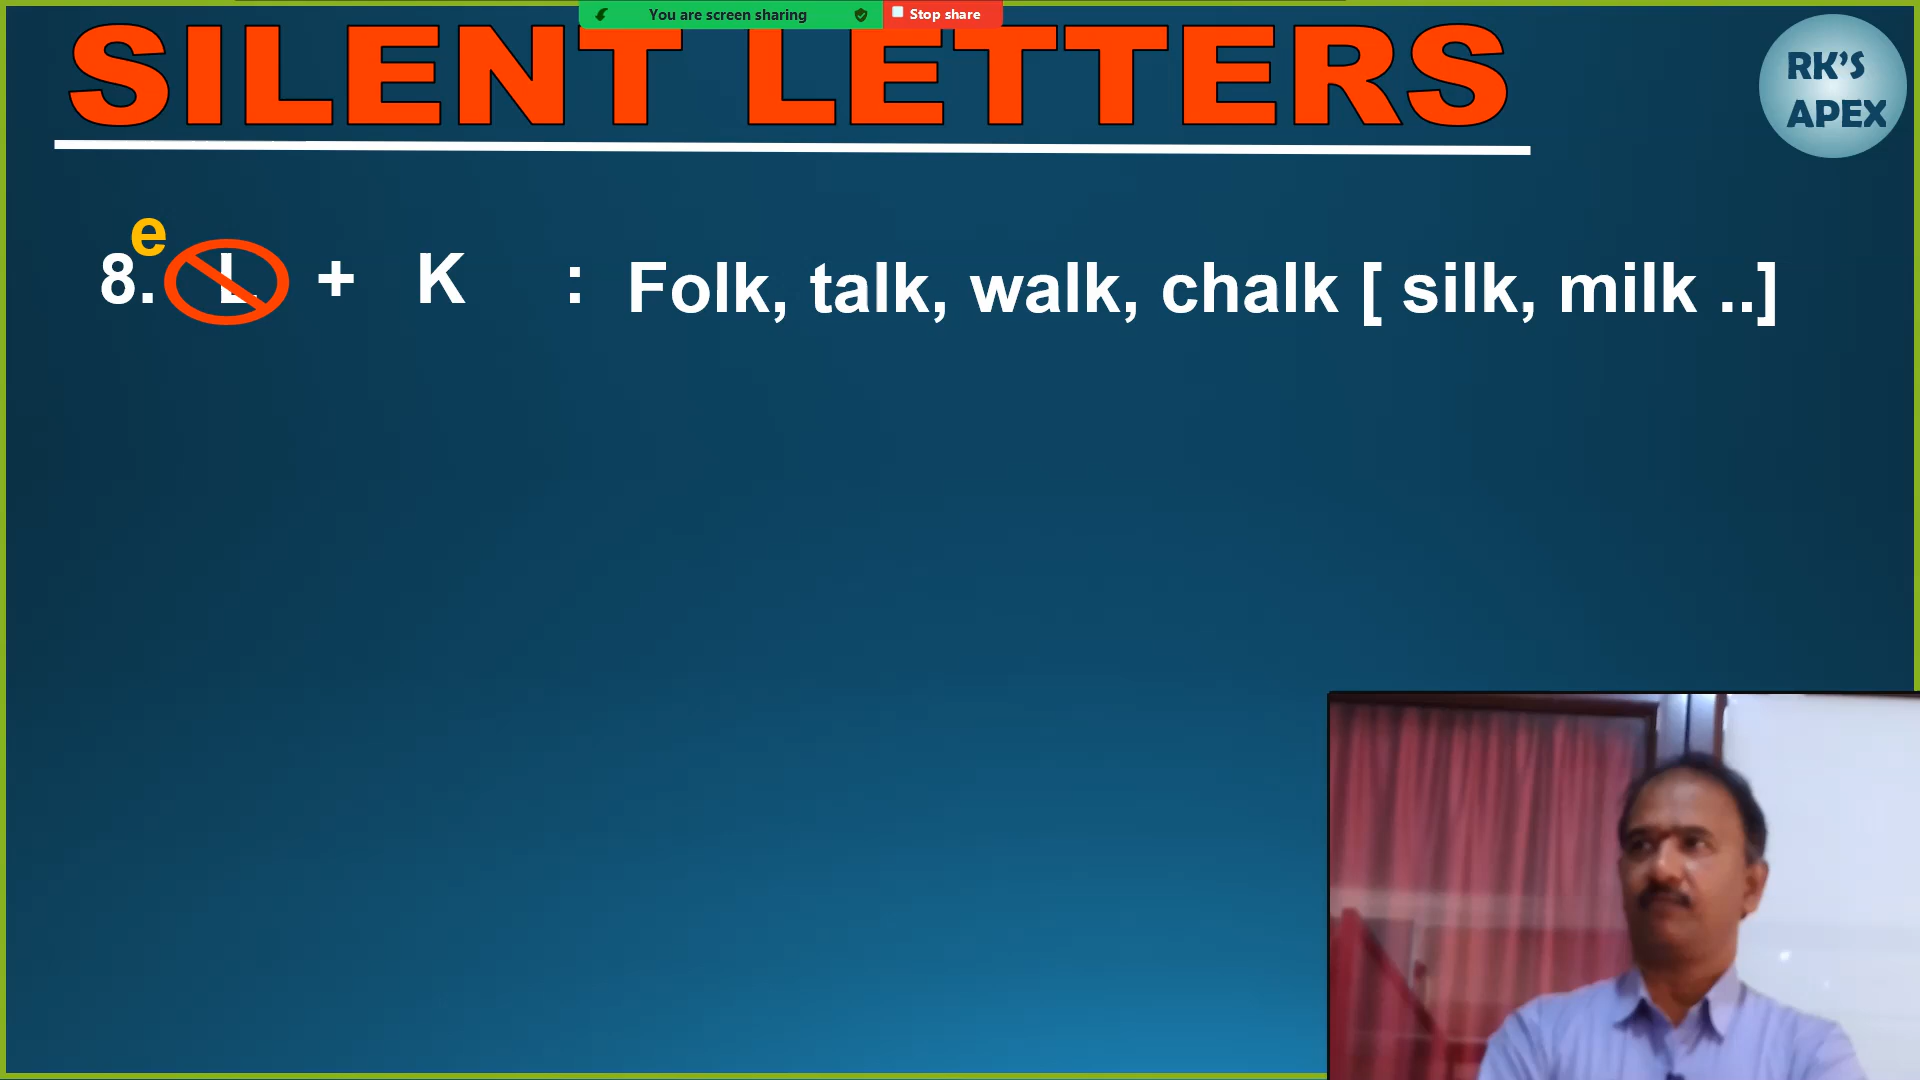 You are screen sharing Stop share
SILENT LETTERS
RK'S
APEX
e
8. L + K : Folk, talk, walk, chalk [ silk, milk ..]